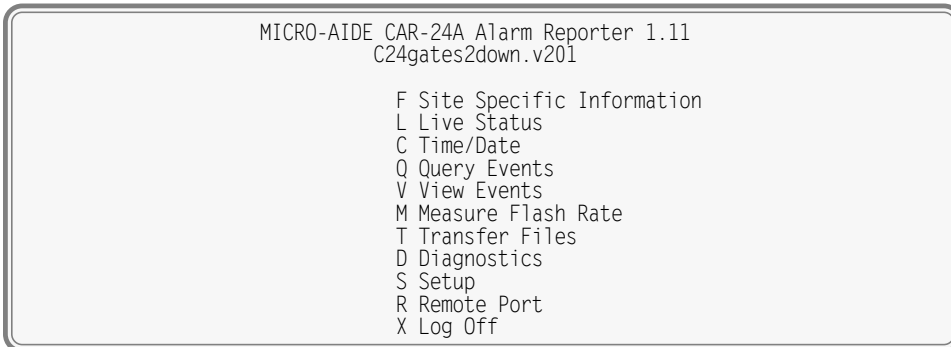 MICRO-AIDE CAR-24A Alarm Reporter 1.11
C24gates2down.v201
F Site Specific Information
L Live Status
C Time/Date
Q Query Events
V View Events
M Measure Flash Rate
T Transfer Files
D Diagnostics
S Setup
R Remote Port
X Log Off